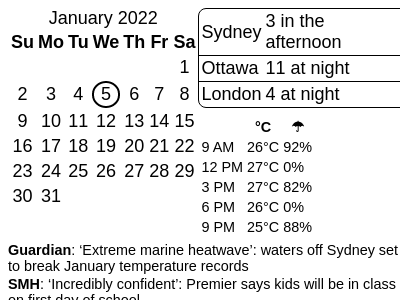 January 2022
Su Mo Tu We Th Fr Sa
1
2 3 4 5 6 7 8
9 10 11 12 13 14 15
16 17 18 19 20 21 22
23 24 25 26 27 28 29
30 31
Sydney 3 in the
afternoon
Ottawa 11 at night
London 4 at night
°C ☂
9 AM 26°C 92%
12 PM 27°C 0%
3 PM 27°C 82%
6 PM 26°C 0%
9 PM 25°C 88%
Guardian: ‘Extreme marine heatwave’: waters off Sydney set
to break January temperature records
SMH: ‘Incredibly confident’: Premier says kids will be in class
on first day of school